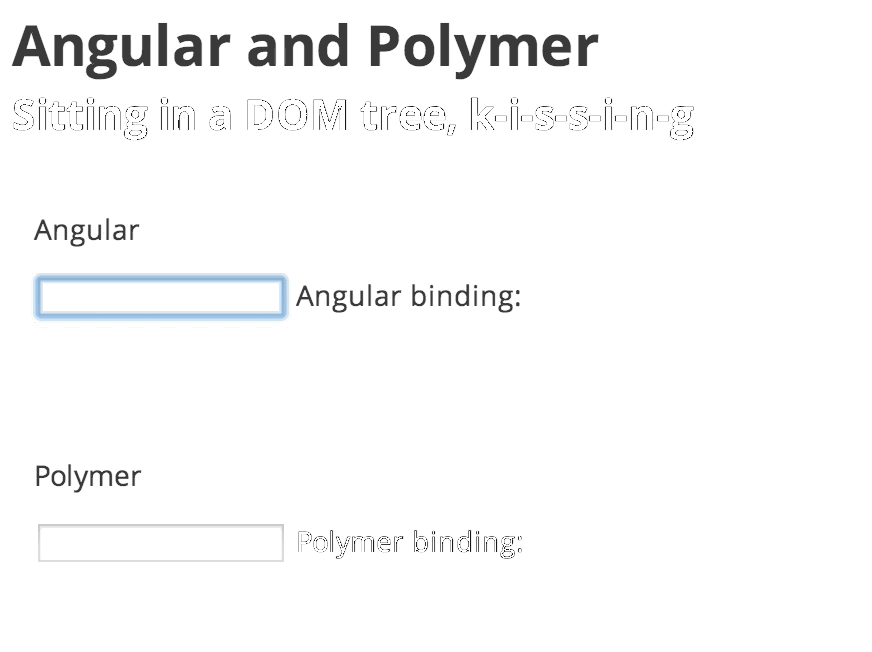 Angular and Polymer
Sitting in a DOM tree, k-i-s-s-i-n-g
Angular
Angular binding:
Polymer
Polymer binding: